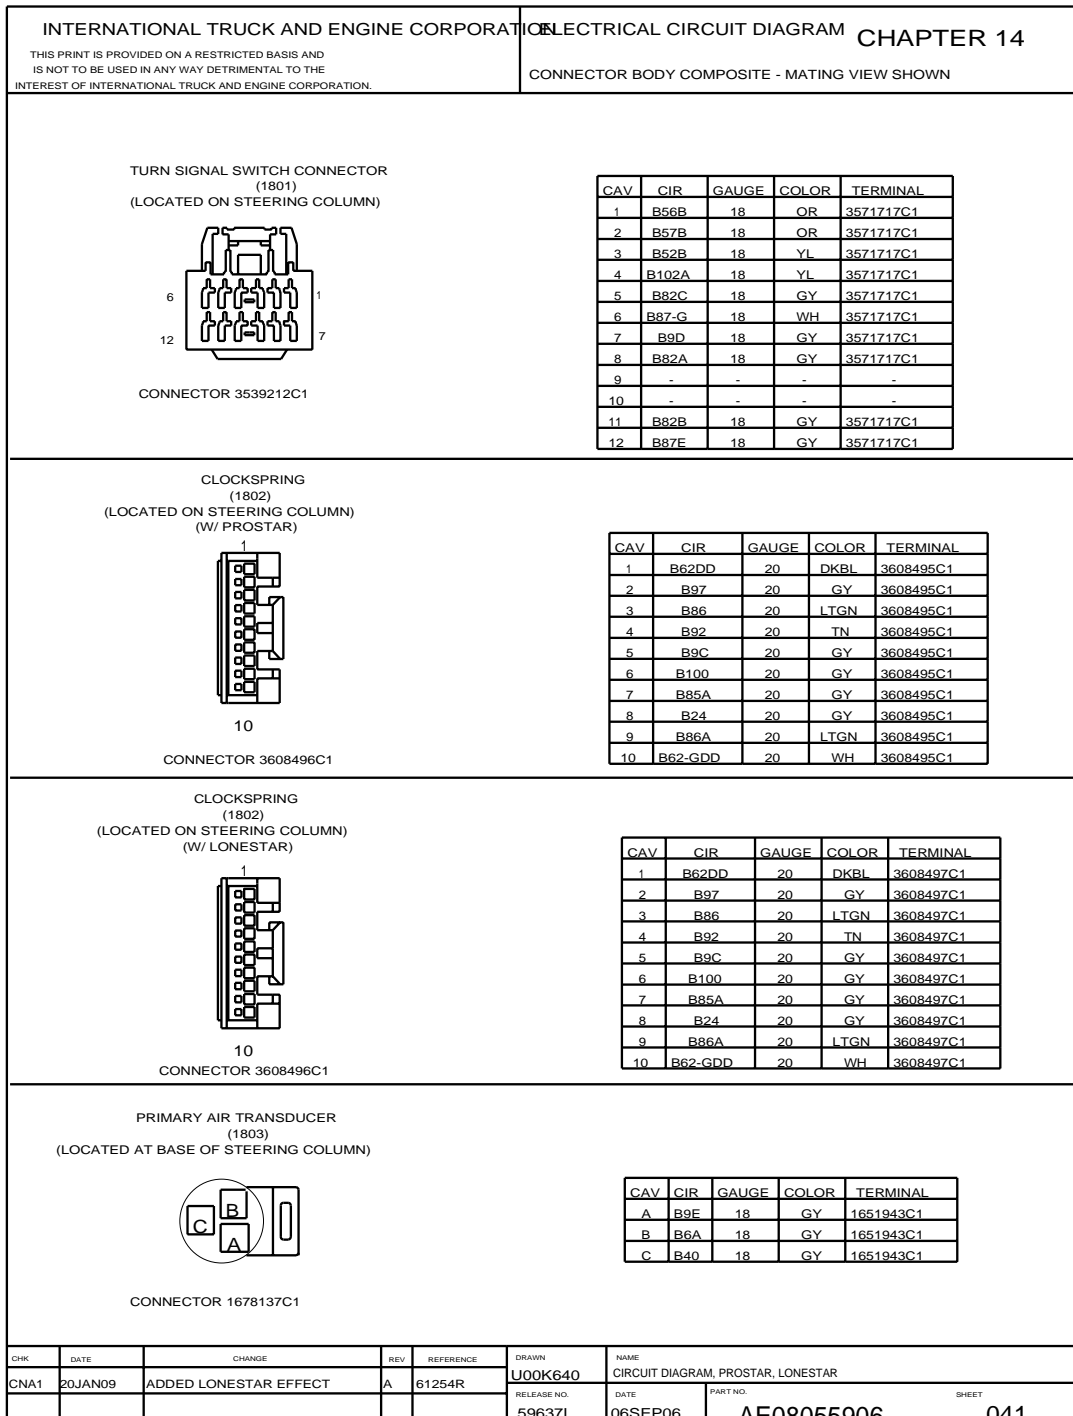 INTERNATIONAL TRUCK AND ENGINE CORPORATION
THIS PRINT IS PROVIDED ON A RESTRICTED BASIS AND
IS NOT TO BE USED IN ANY WAY DETRIMENTAL TO THE
INTEREST OF INTERNATIONAL TRUCK AND ENGINE CORPORATION.
ELECTRICAL CIRCUIT DIAGRAM CHAPTER 14
CONNECTOR BODY COMPOSITE - MATING VIEW SHOWN
TURN SIGNAL SWITCH CONNECTOR
(1801)
(LOCATED ON STEERING COLUMN)
6 1
12 7
CONNECTOR 3539212C1
CAV CIR GAUGE COLOR TERMINAL
1 B56B 18 OR 3571717C1
2 B57B 18 OR 3571717C1
3 B52B 18 YL 3571717C1
4 B102A 18 YL 3571717C1
5 B82C 18 GY 3571717C1
6 B87-G 18 WH 3571717C1
7 B9D 18 GY 3571717C1
8 B82A 18 GY 3571717C1
9 - - - -
10 - - - -
11 B82B 18 GY 3571717C1
12 B87E 18 GY 3571717C1
CLOCKSPRING
(1802)
(LOCATED ON STEERING COLUMN)
(W/ PROSTAR)
1
10
CONNECTOR 3608496C1
CAV CIR GAUGE COLOR TERMINAL
1 B62DD 20 DKBL 3608495C1
2 B97 20 GY 3608495C1
3 B86 20 LTGN 3608495C1
4 B92 20 TN 3608495C1
5 B9C 20 GY 3608495C1
6 B100 20 GY 3608495C1
7 B85A 20 GY 3608495C1
8 B24 20 GY 3608495C1
9 B86A 20 LTGN 3608495C1
10 B62-GDD 20 WH 3608495C1
CLOCKSPRING
(1802)
(LOCATED ON STEERING COLUMN)
(W/ LONESTAR)
1
10
CONNECTOR 3608496C1
CAV CIR GAUGE COLOR TERMINAL
1 B62DD 20 DKBL 3608497C1
2 B97 20 GY 3608497C1
3 B86 20 LTGN 3608497C1
4 B92 20 TN 3608497C1
5 B9C 20 GY 3608497C1
6 B100 20 GY 3608497C1
7 B85A 20 GY 3608497C1
8 B24 20 GY 3608497C1
9 B86A 20 LTGN 3608497C1
10 B62-GDD 20 WH 3608497C1
PRIMARY AIR TRANSDUCER
(1803)
(LOCATED AT BASE OF STEERING COLUMN)
B
C
A
CONNECTOR 1678137C1
CAV CIR GAUGE COLOR TERMINAL
A B9E 18 GY 1651943C1
B B6A 18 GY 1651943C1
C B40 18 GY 1651943C1
CHK DATE CHANGE REV REFERENCE
CNA1 20JAN09 ADDED LONESTAR EFFECT A 61254R
DRAWN
U00K640
NAME
CIRCUIT DIAGRAM, PROSTAR, LONESTAR
RELEASE NO. DATE PART NO. SHEET
06SEP06 AE08055906 041